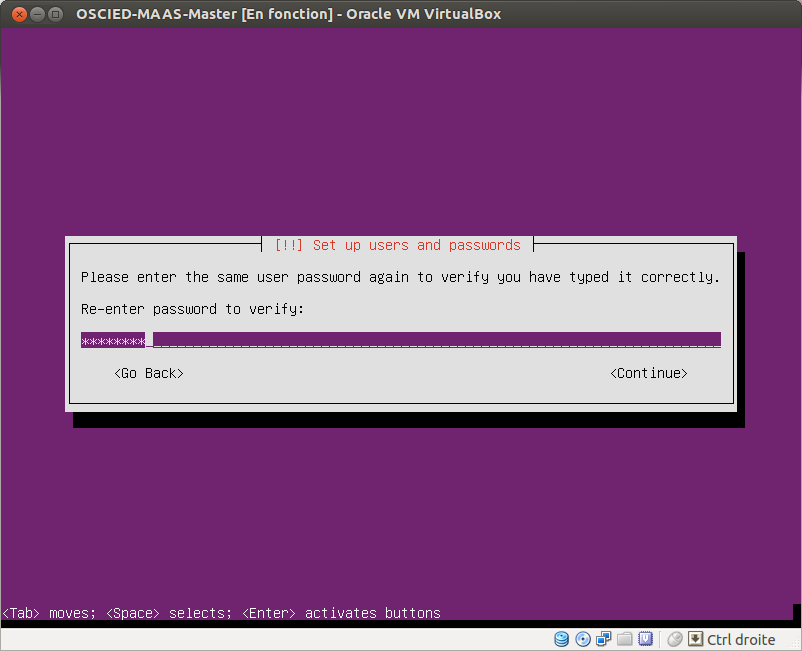 OSCIED-MAAS-Master [En fonction] - Oracle VM VirtualBox
[!!] Set up users and passwords
Please enter the same user password again to verify you have typed it correctly.
Re-enter password to verify:
********
<Go Back> <Continue>
<Tab> moves; <Space> selects; <Enter> activates buttons
Ctrl droite